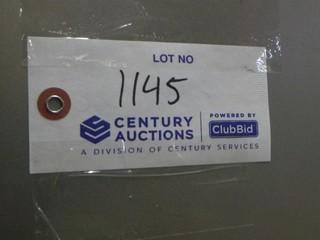 LOT NO
1145
CENTURY AUCTIONS
POWERED BY
ClubBid
A DIVISION OF CENTURY SERVICES